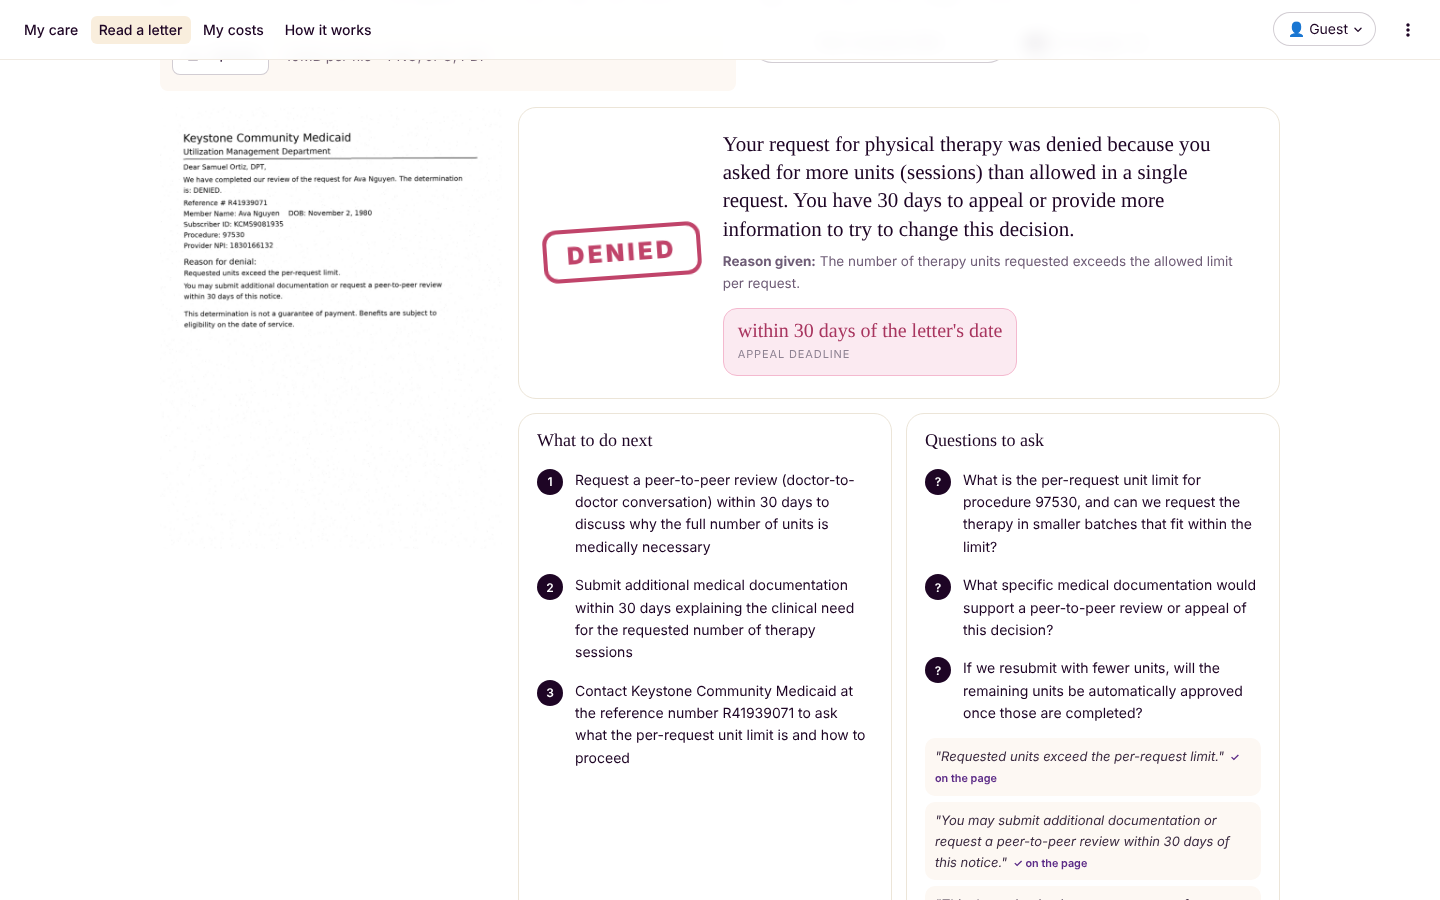 My care
Read a letter
My costs
How it works
Guest
Keystone Community Medicaid
Utilization Management Department
Dear Samuel Ortiz, DPT,
We have completed our review of the request for Ava Nguyen. The determination
is: DENIED.
Reference # R41939071
Member Name: Ava Nguyen DOB: November 2, 1980
Subscriber ID: KCM59081935
Procedure: 97530
Provider NPI: 1830166132
Reason for denial:
Requested units exceed the per-request limit.
You may submit additional documentation or request a peer-to-peer review
within 30 days of this notice.
This determination is not a guarantee of payment. Benefits are subject to
eligibility on the date of service.
DENIED
Your request for physical therapy was denied because you
asked for more units (sessions) than allowed in a single
request. You have 30 days to appeal or provide more
information to try to change this decision.
Reason given: The number of therapy units requested exceeds the allowed limit
per request.
within 30 days of the letter's date
APPEAL DEADLINE
What to do next
1 Request a peer-to-peer review (doctor-to-
doctor conversation) within 30 days to
discuss why the full number of units is
medically necessary
2 Submit additional medical documentation
within 30 days explaining the clinical need
for the requested number of therapy
sessions
3 Contact Keystone Community Medicaid at
the reference number R41939071 to ask
what the per-request unit limit is and how to
proceed
Questions to ask
? What is the per-request unit limit for
procedure 97530, and can we request the
therapy in smaller batches that fit within the
limit?
? What specific medical documentation would
support a peer-to-peer review or appeal of
this decision?
? If we resubmit with fewer units, will the
remaining units be automatically approved
once those are completed?
"Requested units exceed the per-request limit." ✓
on the page
"You may submit additional documentation or
request a peer-to-peer review within 30 days of
this notice." ✓ on the page